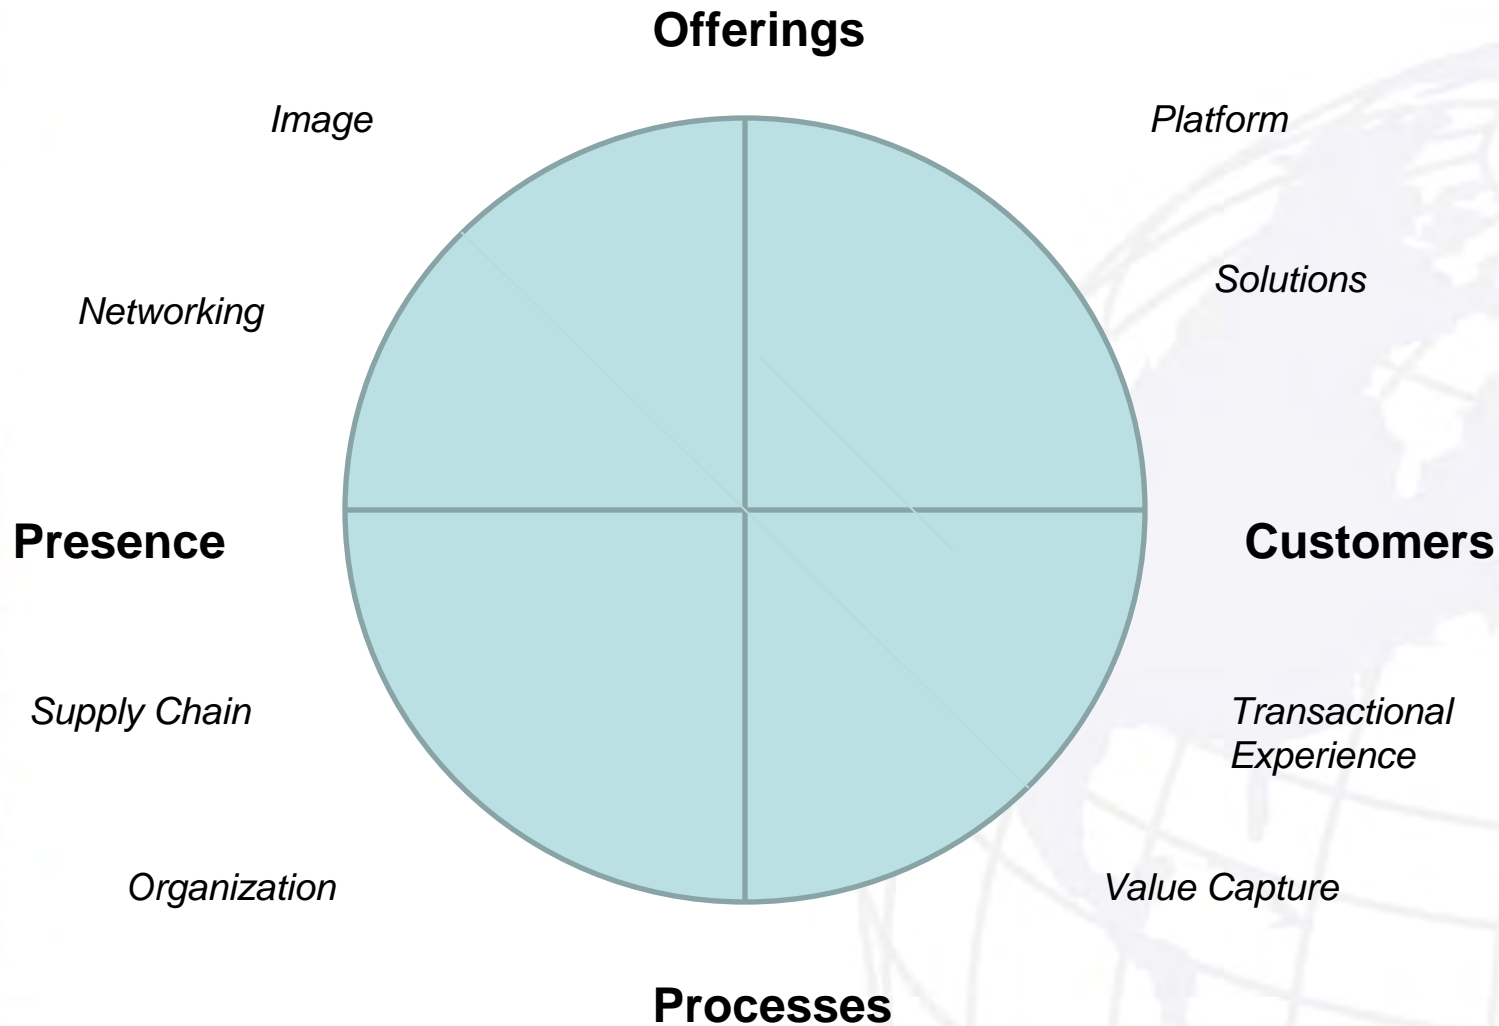 Offerings
Image
Platform
Solutions
Networking
Presence
Customers
Supply Chain
Transactional
Experience
Organization
Value Capture
Processes